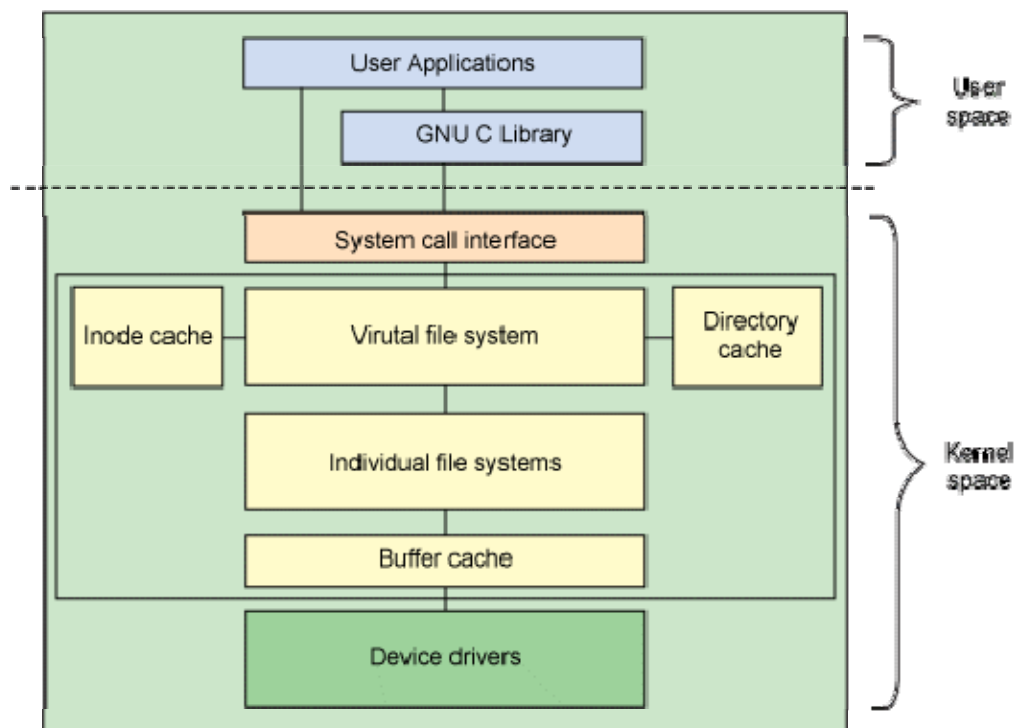 User Applications
GNU C Library
User
space
System call interface
Inode cache
Virutal file system
Directory
cache
Individual file systems
Kernel
space
Buffer cache
Device drivers